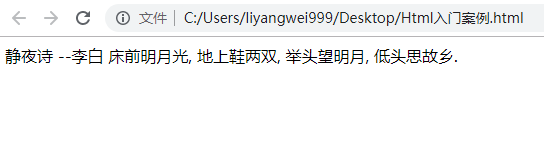 文件 C:/Users/liyangwei999/Desktop/Html入门案例.html
静夜诗 --李白 床前明月光, 地上鞋两双, 举头望明月, 低头思故乡.